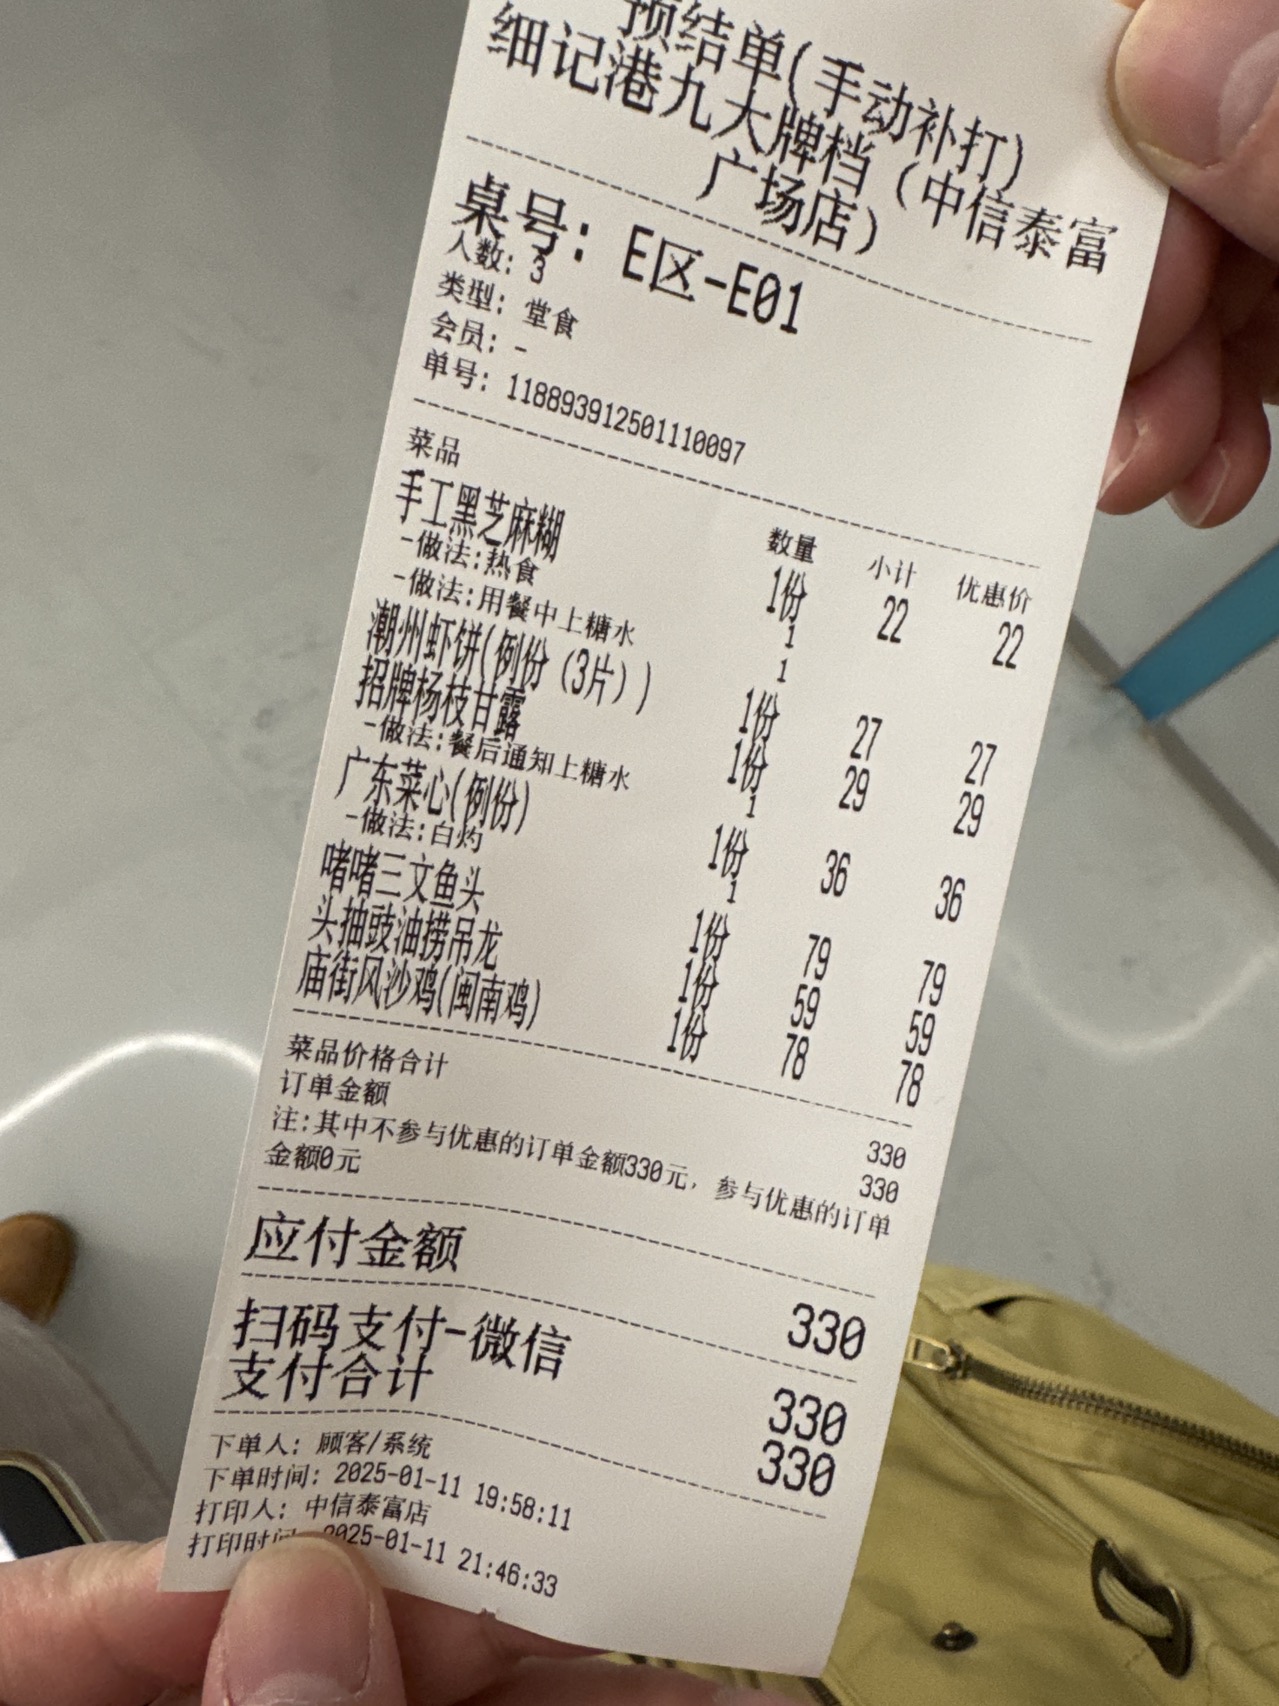 预结单(手动补打)
细记港九大牌档（中信泰富
广场店）
桌号: E区-E01
人数: 3
类型: 堂食
会员: -
单号: 118893912501110097
菜品 数量 小计 优惠价
手工黑芝麻糊 1份 22 22
-做法:热食 1
-做法:用餐中上糖水 1
潮州虾饼(例份（3片）) 1份 27 27
招牌杨枝甘露 1份 29 29
-做法:餐后通知上糖水 1
广东菜心(例份) 1份 36 36
-做法:白灼 1
啫啫三文鱼头 1份 79 79
头抽豉油捞吊龙 1份 59 59
庙街风沙鸡(闽南鸡) 1份 78 78
菜品价格合计 330
订单金额 330
注:其中不参与优惠的订单金额330元，参与优惠的订单
金额0元
应付金额 330
扫码支付-微信 330
支付合计 330
下单人: 顾客/系统
下单时间: 2025-01-11 19:58:11
打印人: 中信泰富店
打印时间 2025-01-11 21:46:33